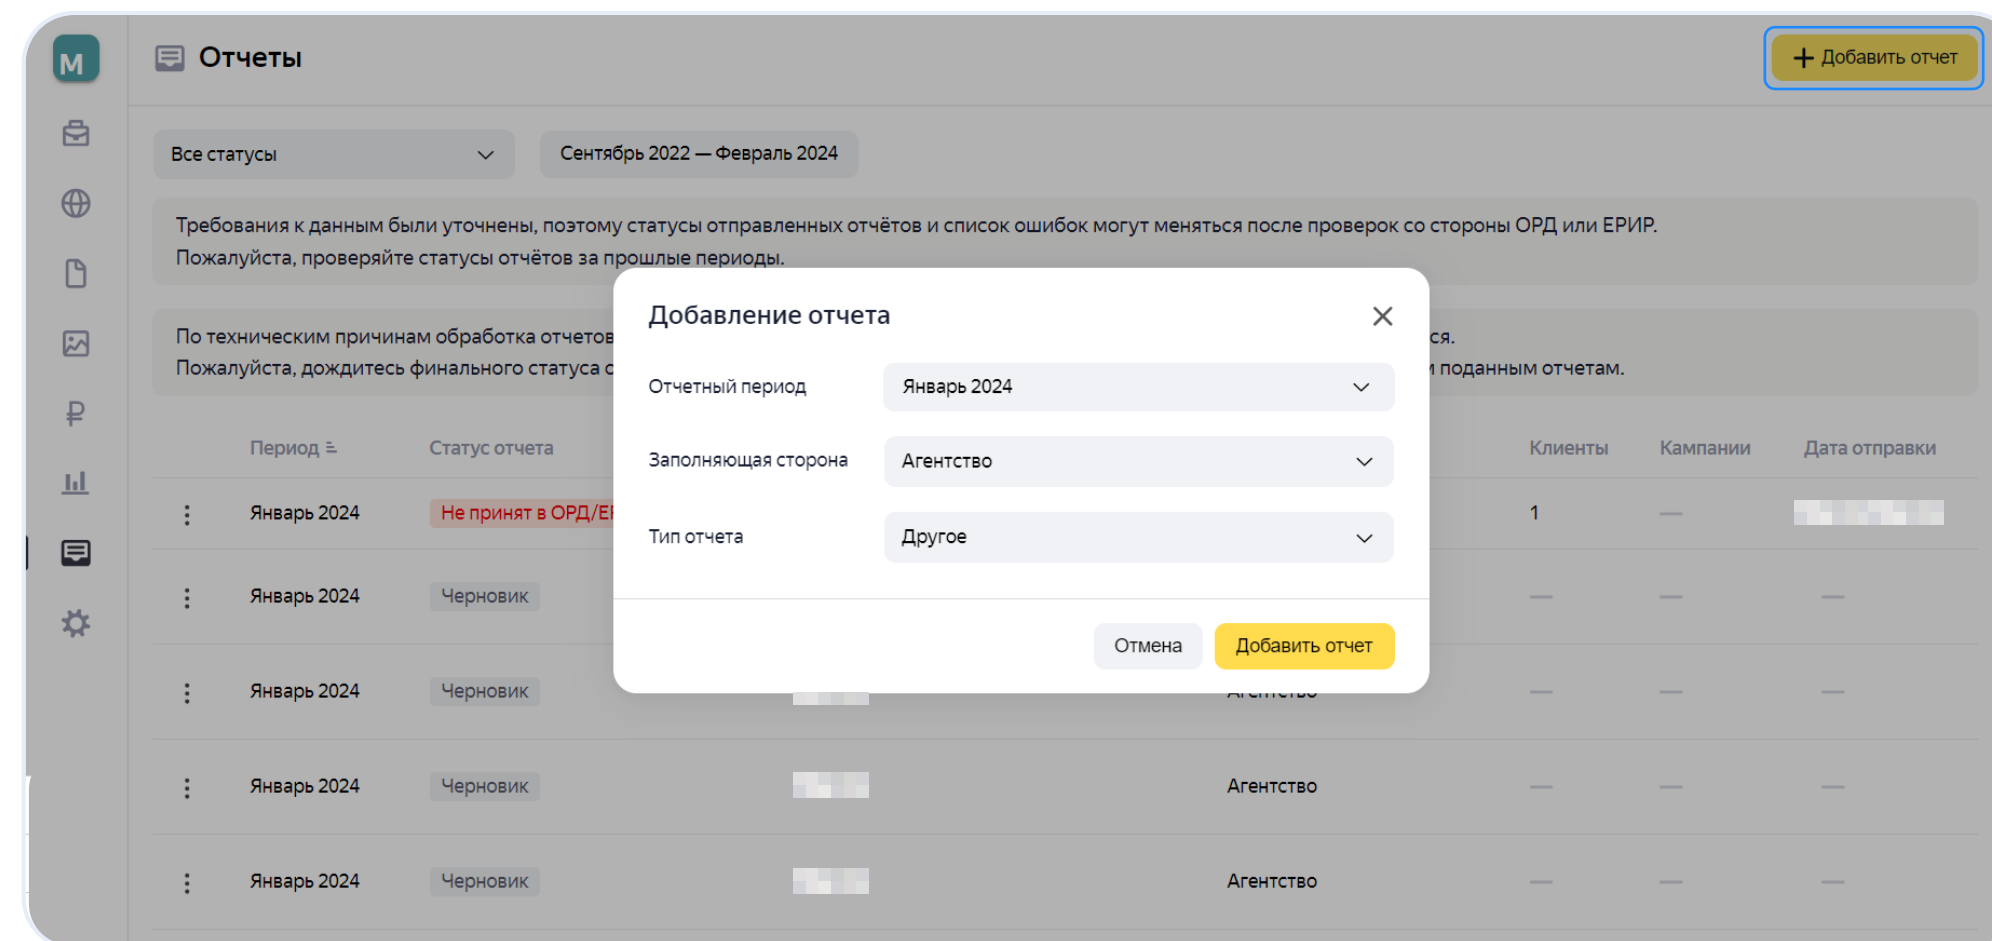 М
Отчеты
+ Добавить отчет
Все статусы
Сентябрь 2022 — Февраль 2024
Требования к данным были уточнены, поэтому статусы отправленных отчётов и список ошибок могут меняться после проверок со стороны ОРД или ЕРИР.
Пожалуйста, проверяйте статусы отчётов за прошлые периоды.
По техническим причинам обработка отчетов
ся.
Пожалуйста, дождитесь финального статуса
поданным отчетам.
Добавление отчета
Отчетный период
Январь 2024
Заполняющая сторона
Агентство
Тип отчета
Другое
Отмена
Добавить отчет
Период
Статус отчета
Клиенты
Кампании
Дата отправки
Январь 2024
Не принят в ОРД/Е
1
—
Январь 2024
Черновик
— — —
Январь 2024
Черновик
Агентство
— — —
Январь 2024
Черновик
Агентство
— — —
Январь 2024
Черновик
Агентство
— — —